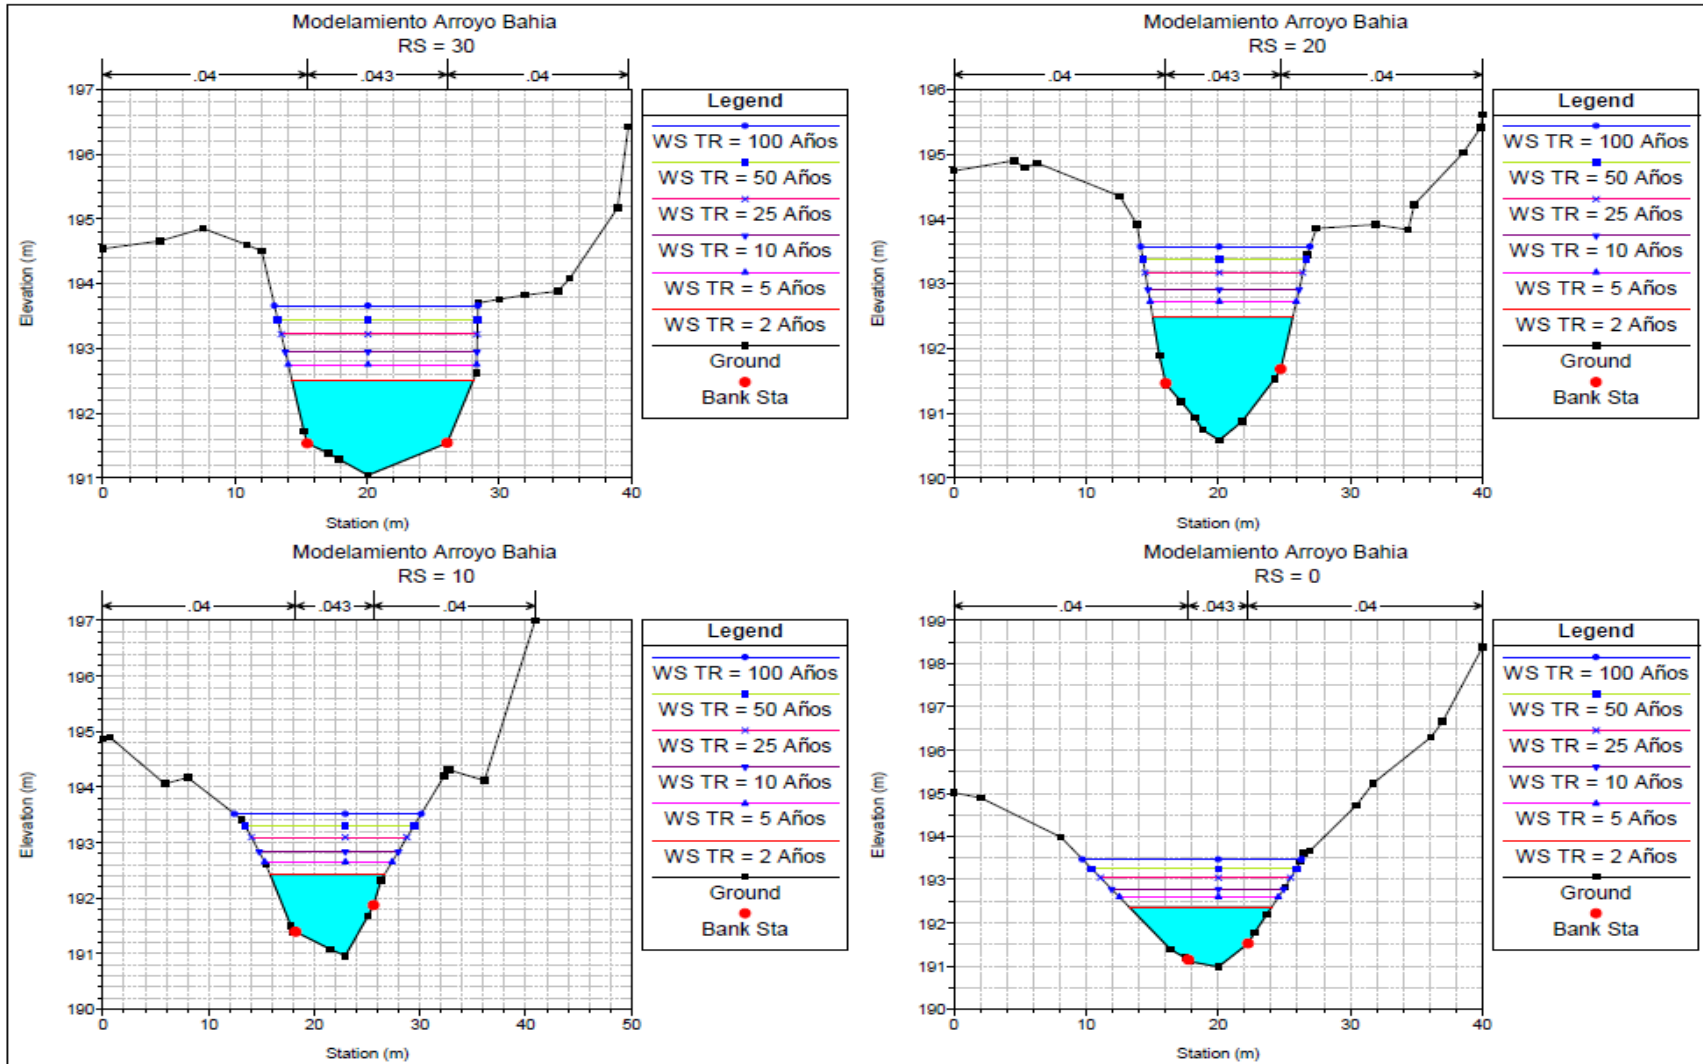 Modelamiento Arroyo Bahia
RS = 30
.04 .043 .04
197
196
195
194
193
192
191
0 10 20 30 40
Elevation (m)
Station (m)
Legend
WS TR = 100 Años
WS TR = 50 Años
WS TR = 25 Años
WS TR = 10 Años
WS TR = 5 Años
WS TR = 2 Años
Ground
Bank Sta
Modelamiento Arroyo Bahia
RS = 20
.04 .043 .04
196
195
194
193
192
191
190
0 10 20 30 40
Elevation (m)
Station (m)
Legend
WS TR = 100 Años
WS TR = 50 Años
WS TR = 25 Años
WS TR = 10 Años
WS TR = 5 Años
WS TR = 2 Años
Ground
Bank Sta
Modelamiento Arroyo Bahia
RS = 10
.04 .043 .04
197
196
195
194
193
192
191
190
0 10 20 30 40 50
Elevation (m)
Station (m)
Legend
WS TR = 100 Años
WS TR = 50 Años
WS TR = 25 Años
WS TR = 10 Años
WS TR = 5 Años
WS TR = 2 Años
Ground
Bank Sta
Modelamiento Arroyo Bahia
RS = 0
.04 .043 .04
199
198
197
196
195
194
193
192
191
190
0 10 20 30 40
Elevation (m)
Station (m)
Legend
WS TR = 100 Años
WS TR = 50 Años
WS TR = 25 Años
WS TR = 10 Años
WS TR = 5 Años
WS TR = 2 Años
Ground
Bank Sta